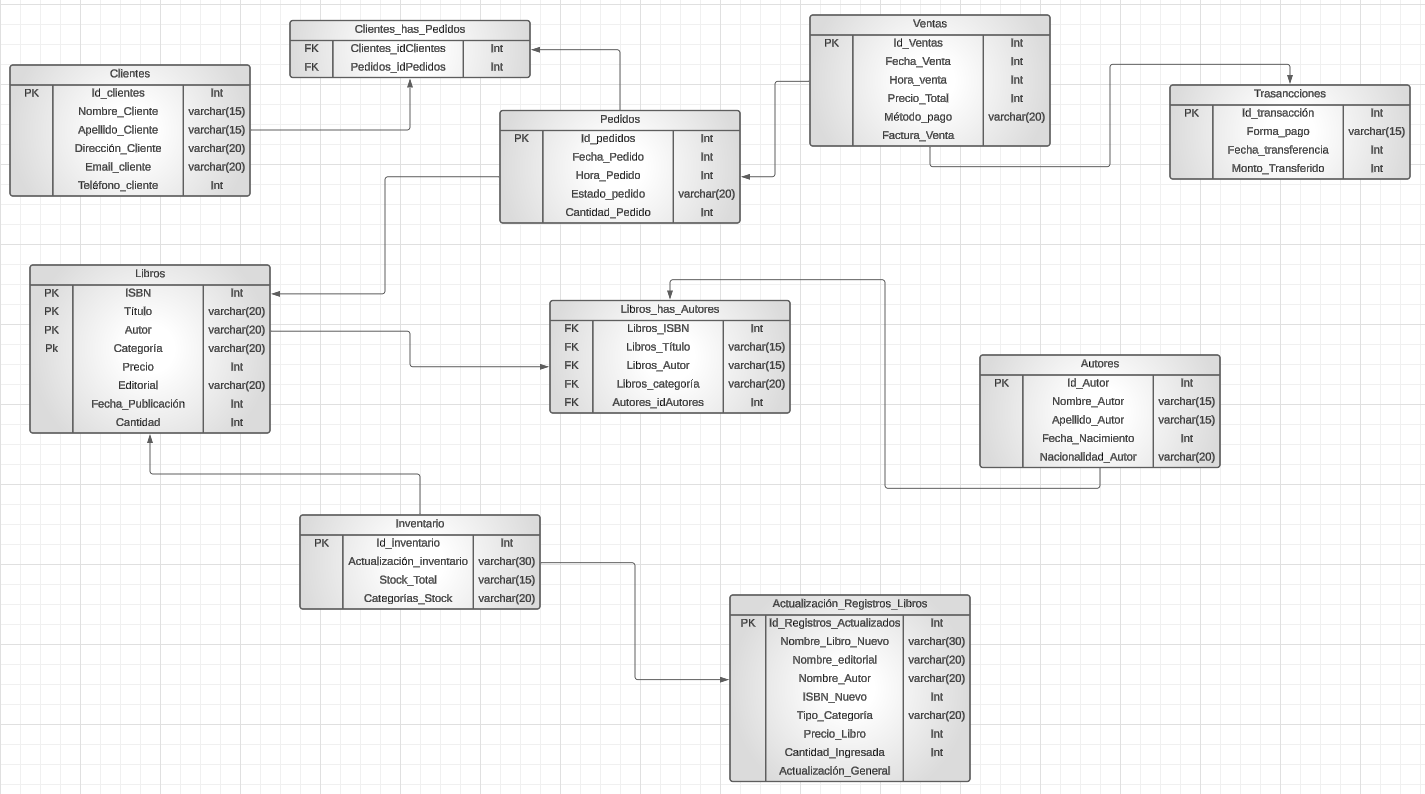 Clientes_has_Pedidos
FK Clientes_idClientes Int
FK Pedidos_idPedidos Int
Ventas
PK Id_Ventas Int
Fecha_Venta Int
Hora_venta Int
Precio_Total Int
Método_pago varchar(20)
Factura_Venta
Clientes
PK Id_clientes Int
Nombre_Cliente varchar(15)
Apellido_Cliente varchar(15)
Dirección_Cliente varchar(20)
Email_cliente varchar(20)
Teléfono_cliente Int
Trasancciones
PK Id_transacción Int
Forma_pago varchar(15)
Fecha_transferencia Int
Monto_Transferido Int
Pedidos
PK Id_pedidos Int
Fecha_Pedido Int
Hora_Pedido Int
Estado_pedido varchar(20)
Cantidad_Pedido Int
Libros
PK ISBN Int
PK Título varchar(20)
PK Autor varchar(20)
Pk Categoría varchar(20)
Precio Int
Editorial varchar(20)
Fecha_Publicación Int
Cantidad Int
Libros_has_Autores
FK Libros_ISBN Int
FK Libros_Título varchar(15)
FK Libros_Autor varchar(15)
FK Libros_categoría varchar(20)
FK Autores_idAutores Int
Autores
PK Id_Autor Int
Nombre_Autor varchar(15)
Apellido_Autor varchar(15)
Fecha_Nacimiento Int
Nacionalidad_Autor varchar(20)
Inventario
PK Id_inventario Int
Actualización_inventario varchar(30)
Stock_Total varchar(15)
Categorías_Stock varchar(20)
Actualización_Registros_Libros
PK Id_Registros_Actualizados Int
Nombre_Libro_Nuevo varchar(30)
Nombre_editorial varchar(20)
Nombre_Autor varchar(20)
ISBN_Nuevo Int
Tipo_Categoría varchar(20)
Precio_Libro Int
Cantidad_Ingresada Int
Actualización_General